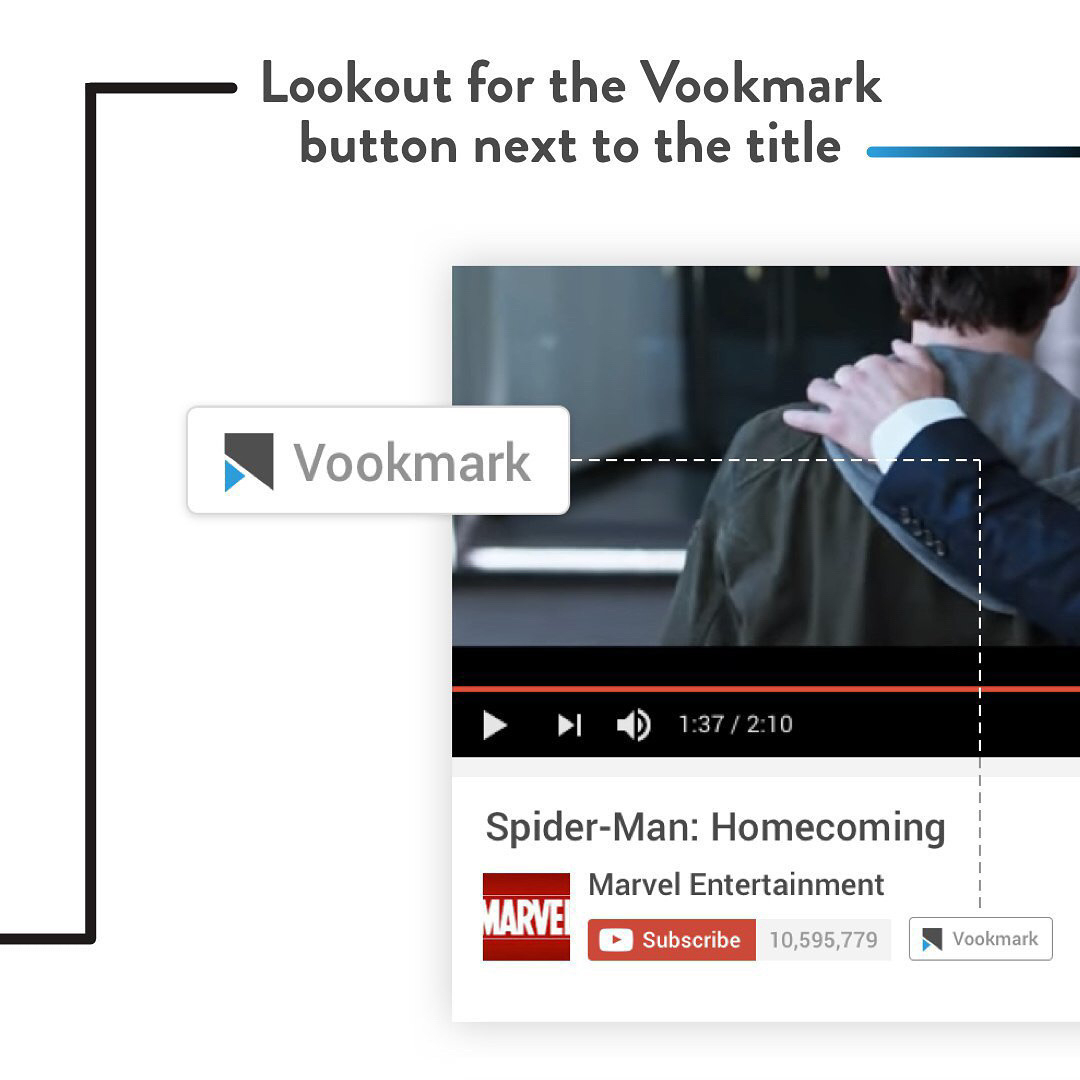 Lookout for the Vookmark
button next to the title
Vookmark
1:37 / 2:10
Spider-Man: Homecoming
MARVEL
Marvel Entertainment
Subscribe 10,595,779
Vookmark